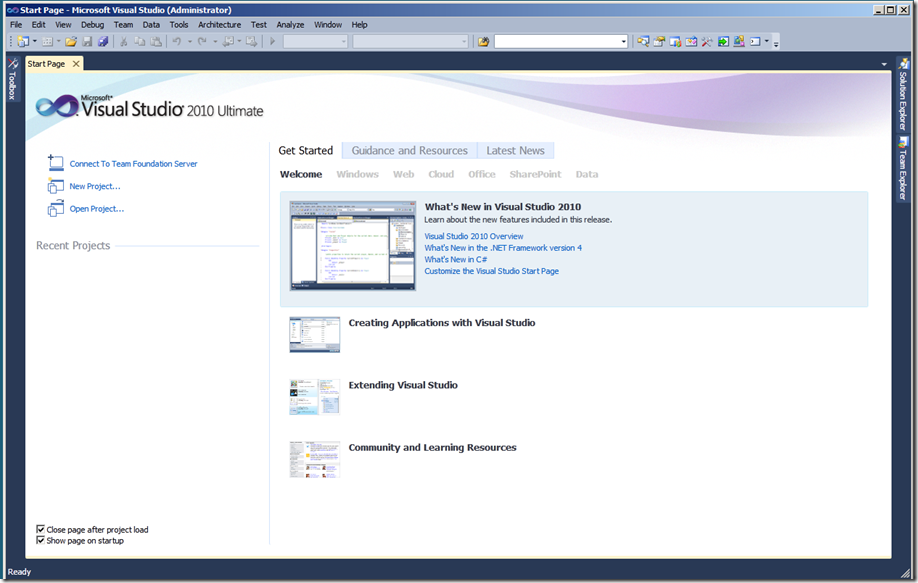 Start Page - Microsoft Visual Studio (Administrator)
File Edit View Debug Team Data Tools Architecture Test Analyze Window Help
Toolbox
Start Page
Solution Explorer
Team Explorer
Microsoft®
Visual Studio® 2010 Ultimate
Connect To Team Foundation Server
New Project...
Open Project...
Recent Projects
Close page after project load
Show page on startup
Get Started Guidance and Resources Latest News
Welcome Windows Web Cloud Office SharePoint Data
What's New in Visual Studio 2010
Learn about the new features included in this release.
Visual Studio 2010 Overview
What's New in the .NET Framework version 4
What's New in C#
Customize the Visual Studio Start Page
Creating Applications with Visual Studio
Extending Visual Studio
Community and Learning Resources
Ready